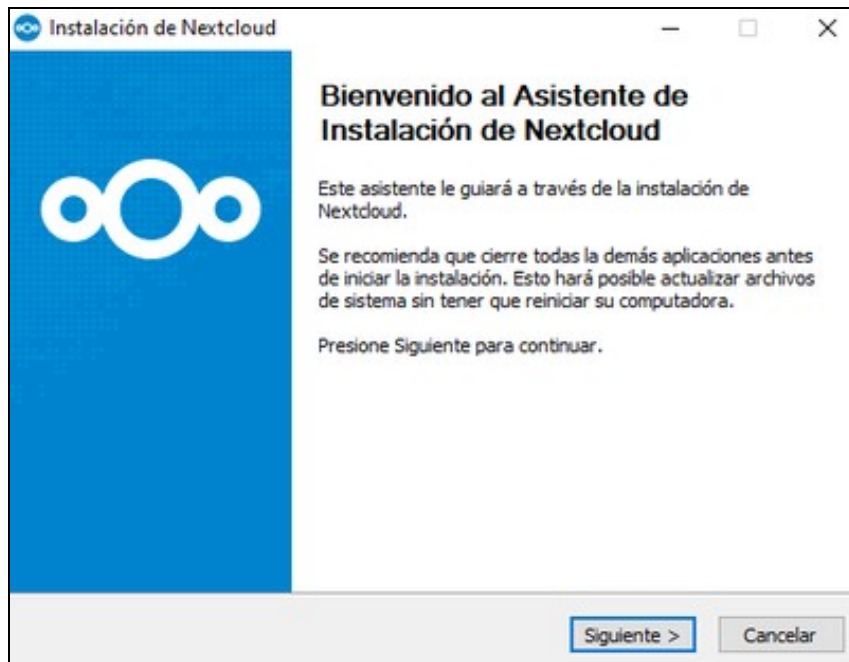 Instalación de Nextcloud
Bienvenido al Asistente de
Instalación de Nextcloud
Este asistente le guiará a través de la instalación de
Nextcloud.
Se recomienda que cierre todas la demás aplicaciones antes
de iniciar la instalación. Esto hará posible actualizar archivos
de sistema sin tener que reiniciar su computadora.
Presione Siguiente para continuar.
Siguiente >
Cancelar